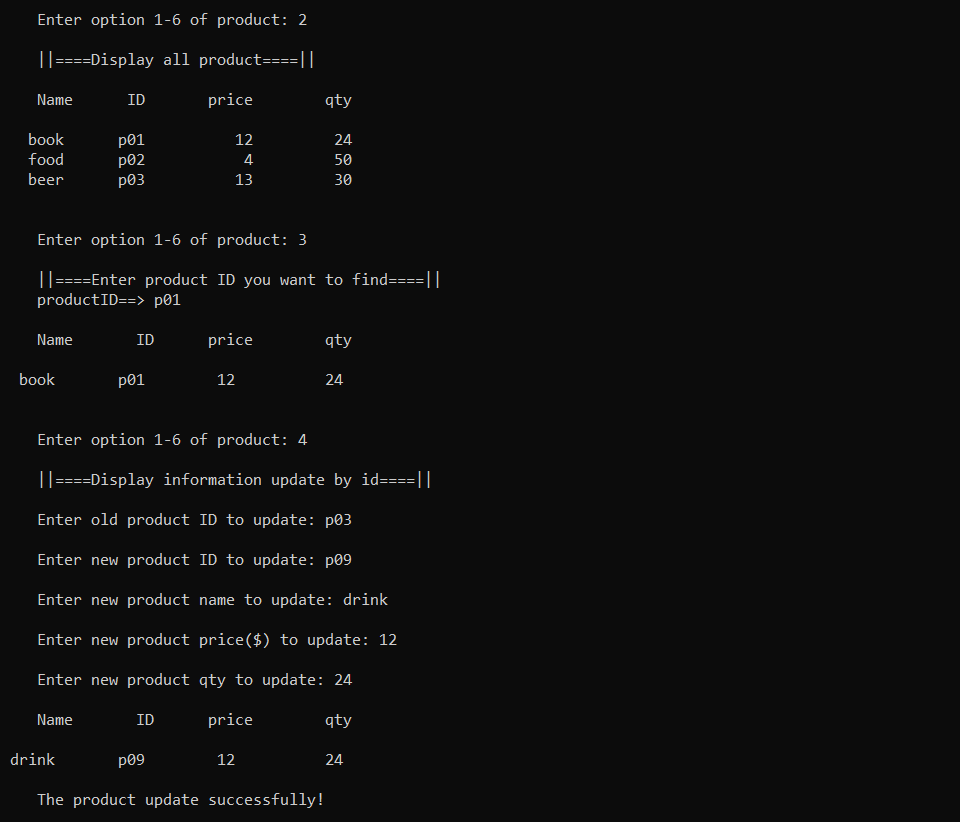 Enter option 1-6 of product: 2
||====Display all product====||
Name ID price qty
book p01 12 24
food p02 4 50
beer p03 13 30
Enter option 1-6 of product: 3
||====Enter product ID you want to find====||
productID==> p01
Name ID price qty
book p01 12 24
Enter option 1-6 of product: 4
||====Display information update by id====||
Enter old product ID to update: p03
Enter new product ID to update: p09
Enter new product name to update: drink
Enter new product price($) to update: 12
Enter new product qty to update: 24
Name ID price qty
drink p09 12 24
The product update successfully!